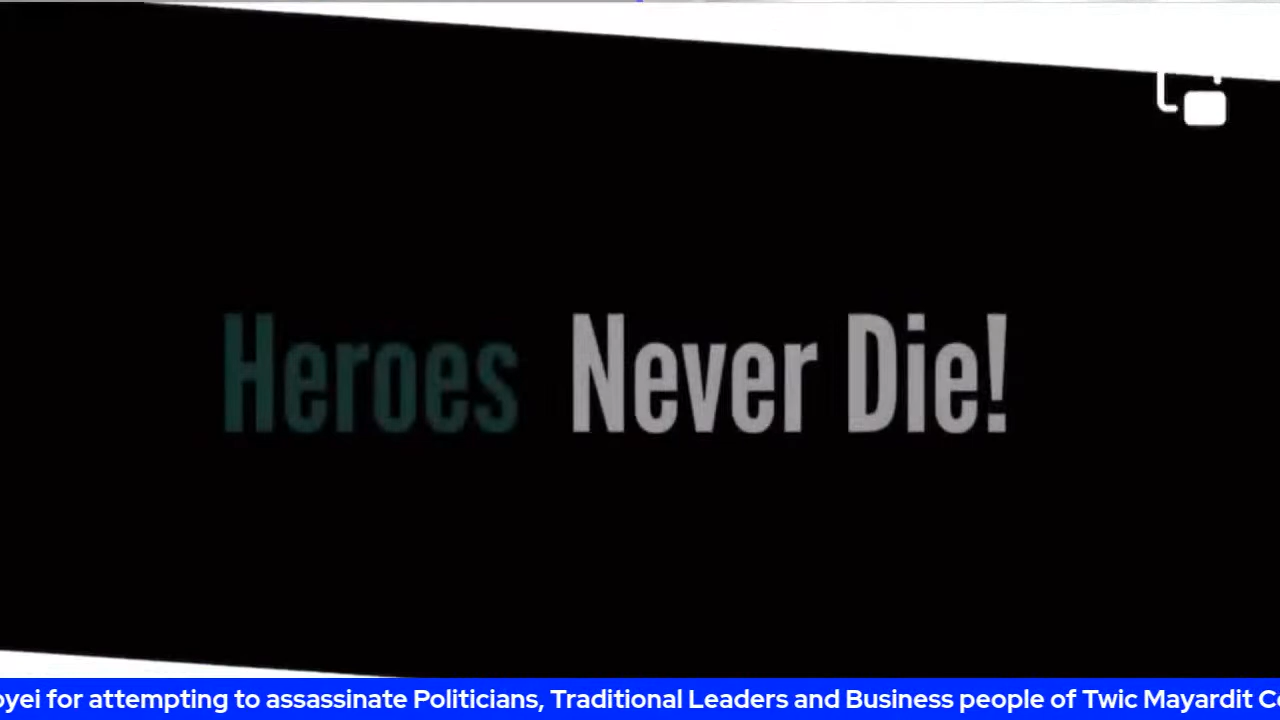 Heroes Never Die!
for attempting to assassinate Politicians, Traditional Leaders and Business people of Twic Mayardit